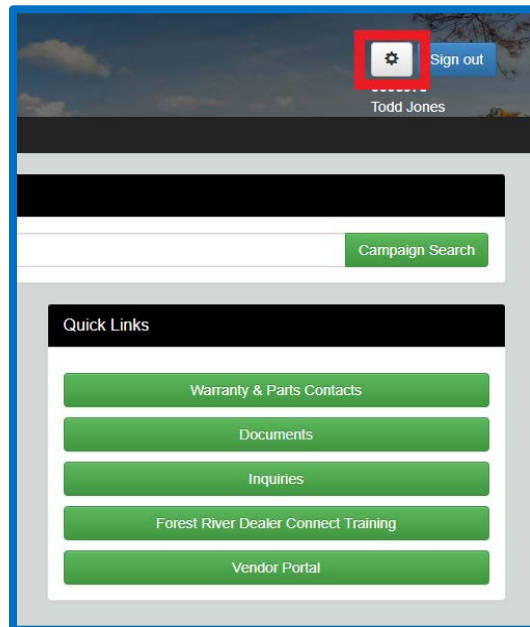 Sign out
Todd Jones
Campaign Search
Quick Links
Warranty & Parts Contacts
Documents
Inquiries
Forest River Dealer Connect Training
Vendor Portal